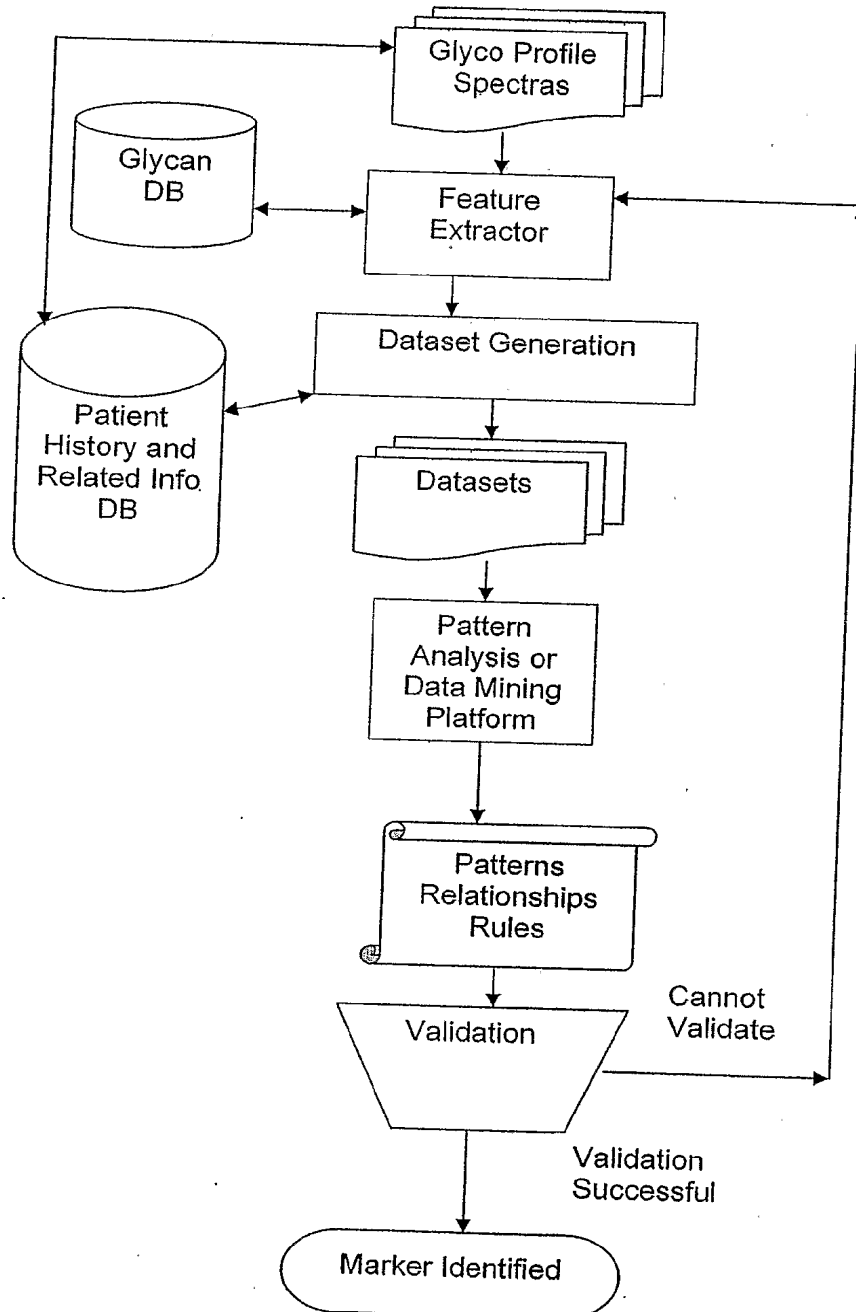 Glyco Profile
Spectras
Glycan
DB
Feature
Extractor
Dataset Generation
Patient
History and
Related Info
DB
Datasets
Pattern
Analysis or
Data Mining
Platform
Patterns
Relationships
Rules
Cannot
Validate
Validation
Validation
Successful
Marker Identified